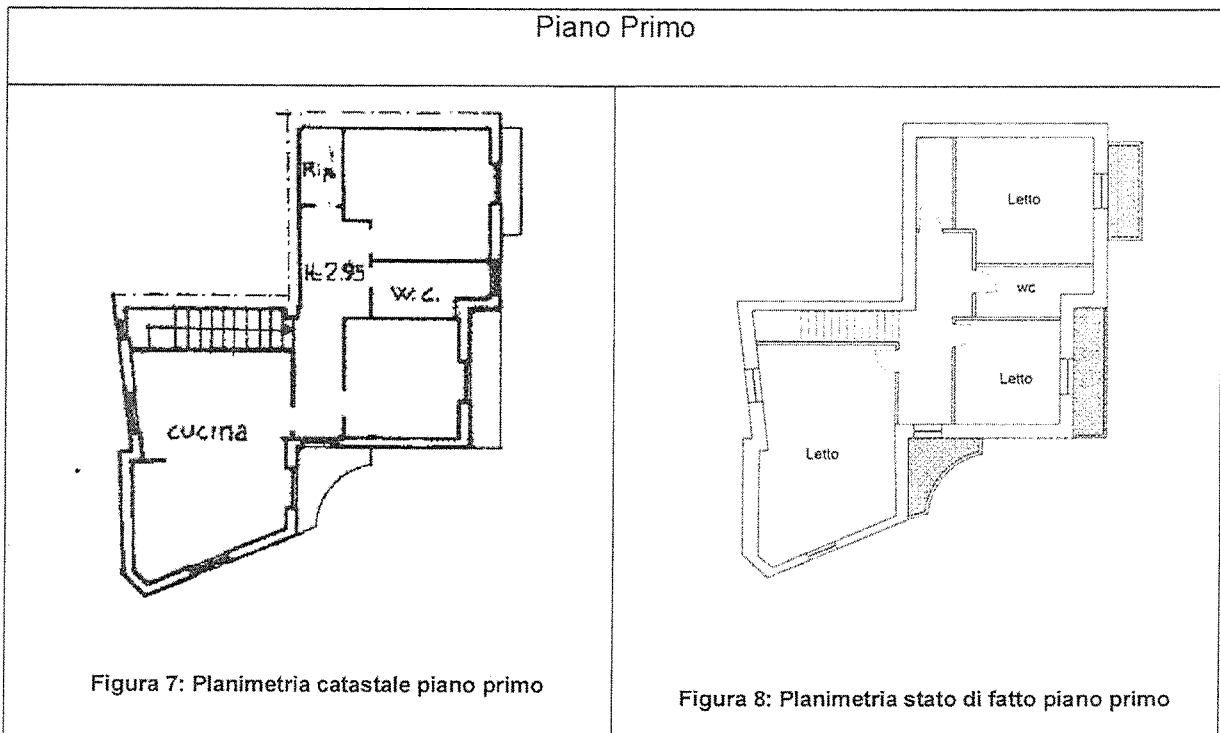 Piano Primo
Rip.
H=2.95
W.C.
cucina
Figura 7: Planimetria catastale piano primo
Letto
wc
Letto
Letto
Figura 8: Planimetria stato di fatto piano primo